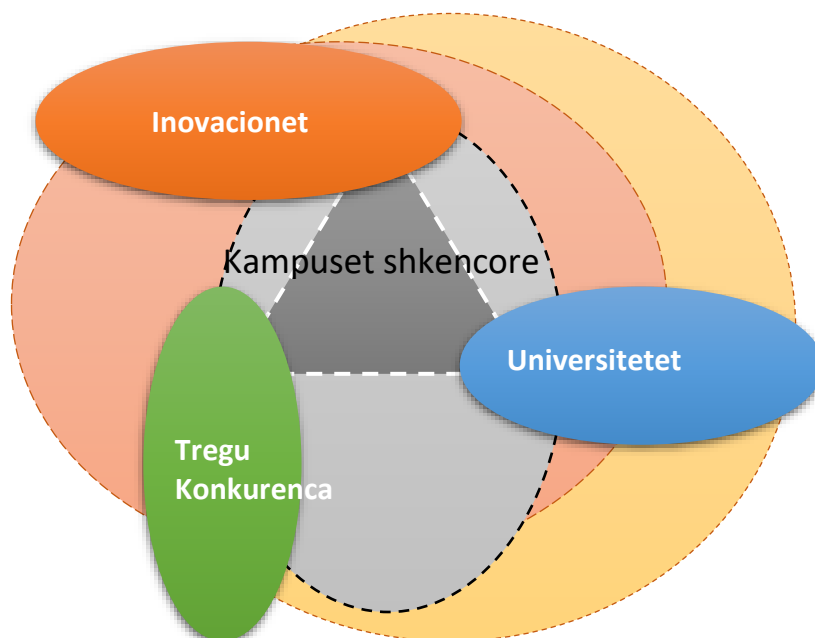 Inovacionet
Kampuset shkencore
Universitetet
Tregu
Konkurenca